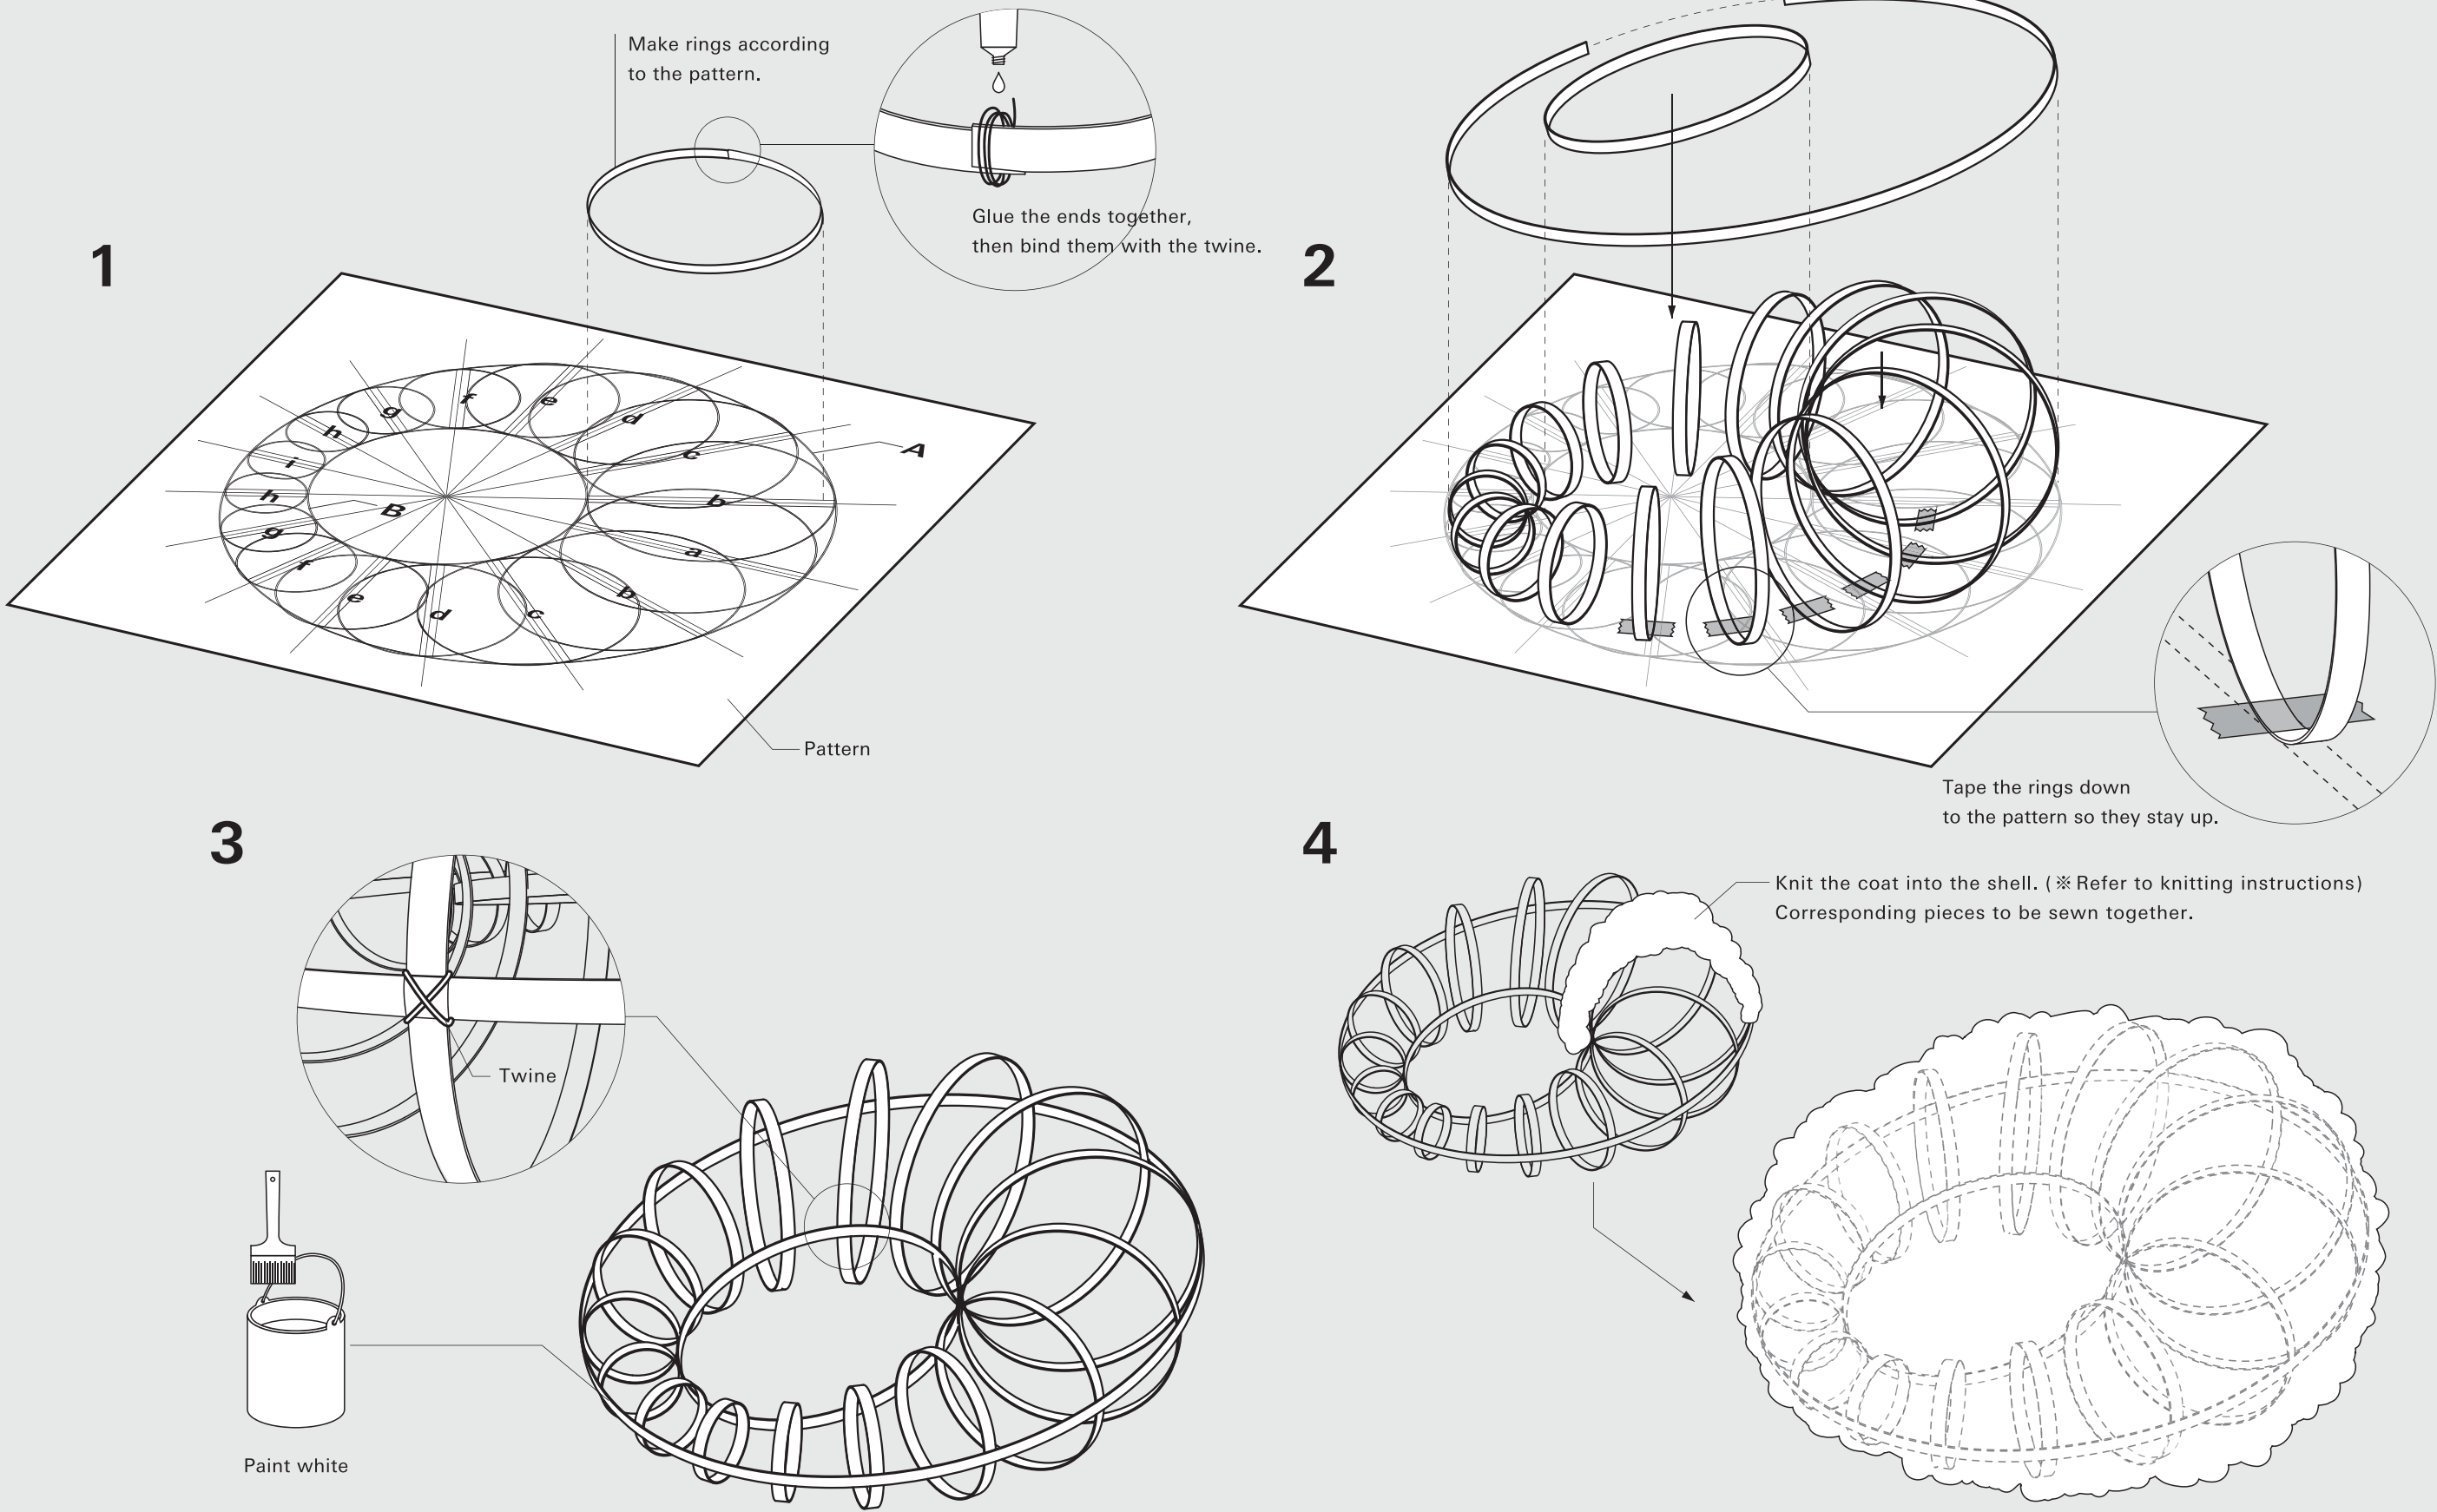 1
Make rings according
to the pattern.
Glue the ends together,
then bind them with the twine.
f
e
g
d
h
c
A
i
h
b
B
g
a
f
b
e
d
c
Pattern
2
Tape the rings down
to the pattern so they stay up.
3
Twine
Paint white
4
Knit the coat into the shell. (※Refer to knitting instructions)
Corresponding pieces to be sewn together.